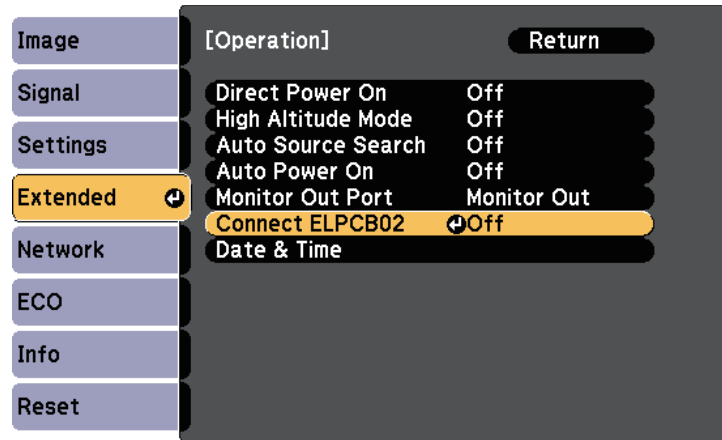 Image
Signal
Settings
Extended
Network
ECO
Info
Reset
[Operation] Return
Direct Power On Off
High Altitude Mode Off
Auto Source Search Off
Auto Power On Off
Monitor Out Port Monitor Out
Connect ELPCB02 Off
Date & Time